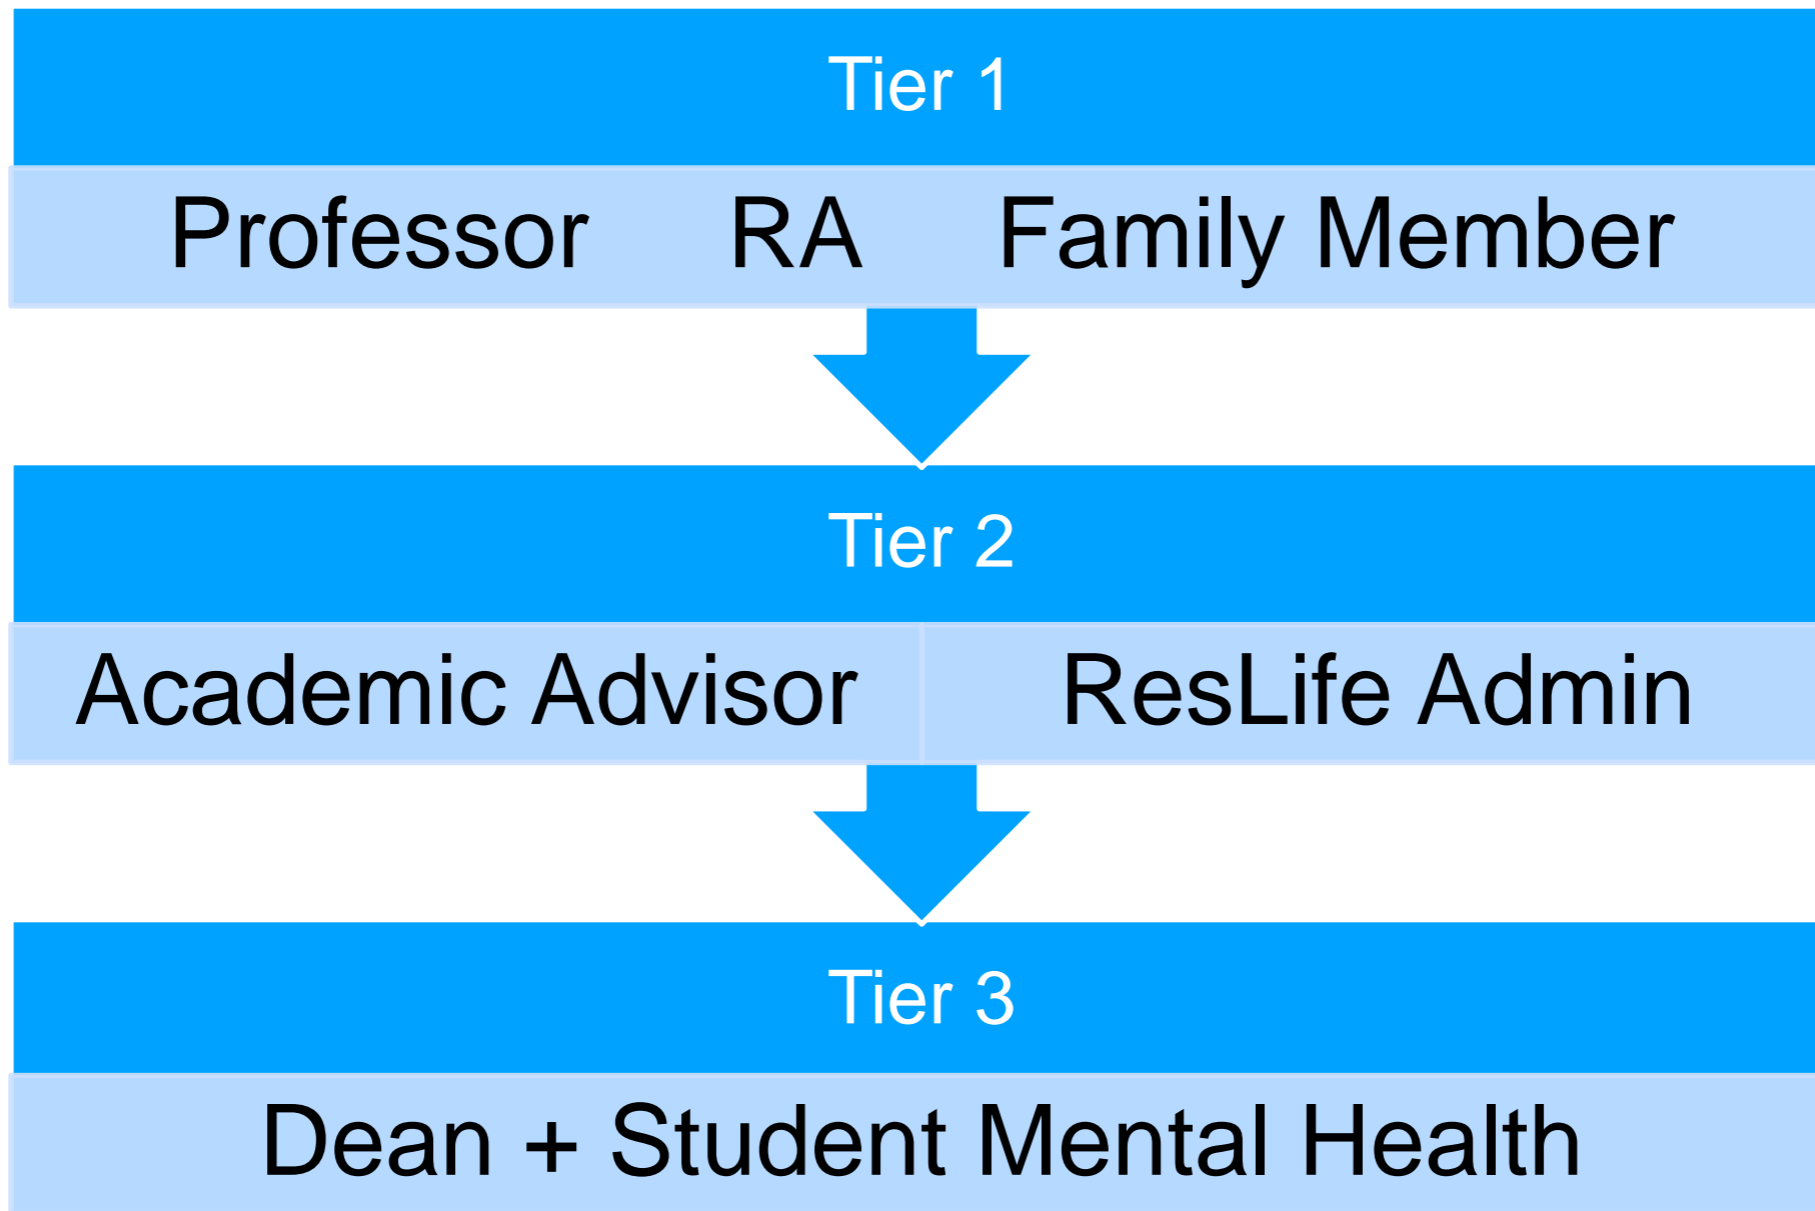 Tier 1
Professor RA Family Member
Tier 2
Academic Advisor ResLife Admin
Tier 3
Dean + Student Mental Health